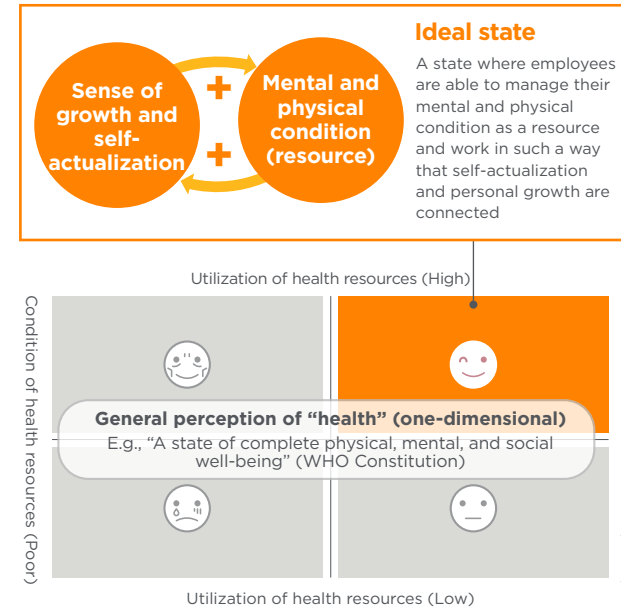 Ideal state
A state where employees
are able to manage their
mental and physical
condition as a resource
and work in such a way
that self-actualization
and personal growth are
connected
Sense of
growth and
self-
actualization
+
+
Mental and
physical
condition
(resource)
Utilization of health resources (High)
Condition of health resources (Poor)
General perception of “health” (one-dimensional)
E.g., “A state of complete physical, mental, and social
well-being” (WHO Constitution)
Utilization of health resources (Low)